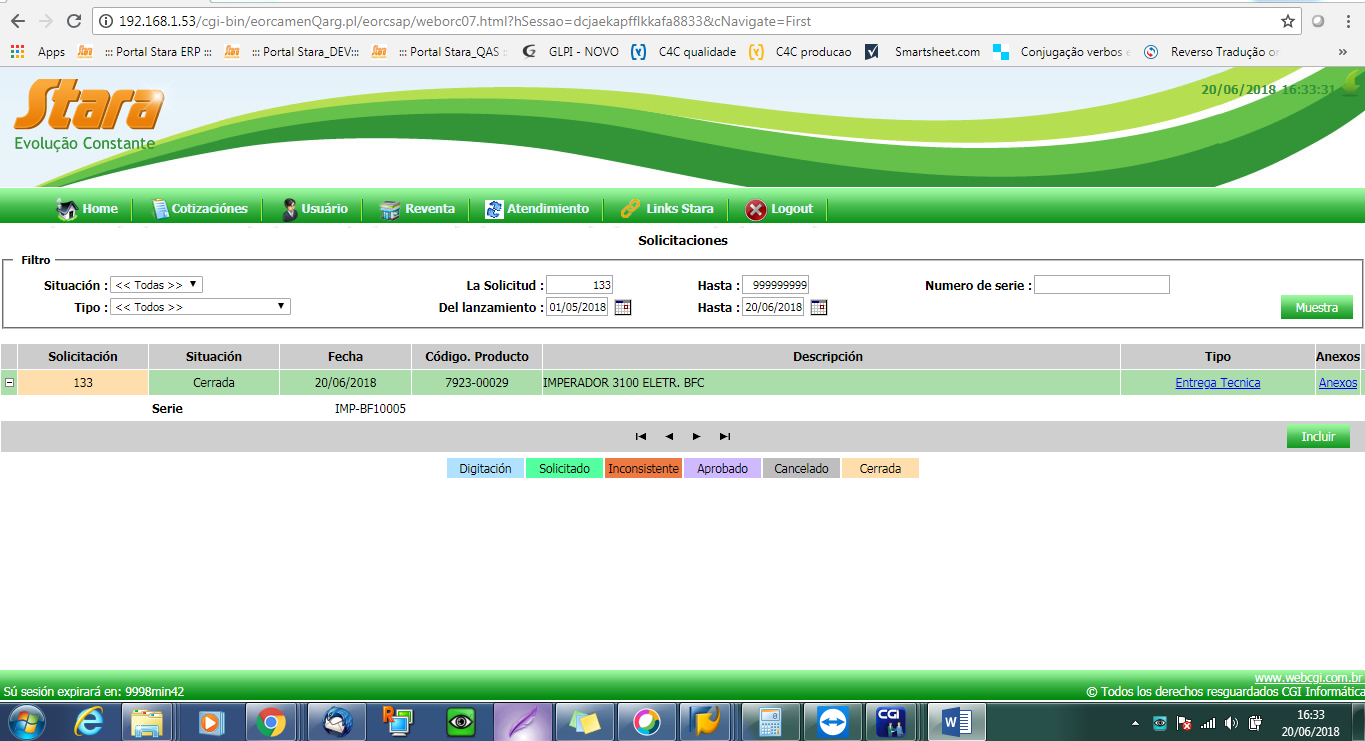 192.168.1.53/cgi-bin/eorcamenQarg.pl/eorcsap/weborc07.html?hSessao=dcjaekapfflkkafa8833&cNavigate=First
Apps ::: Portal Stara ERP ::: ::: Portal Stara_DEV::: ::: Portal Stara_QAS : GLPI - NOVO C4C qualidade C4C producao Smartsheet.com Conjugação verbos Reverso Tradução »
Stara
Evolução Constante
20/06/2018 16:33:31
Home Cotizaciónes Usuário Reventa Atendimiento Links Stara Logout
Solicitaciones
Filtro
Situación : << Todas >> La Solicitud : 133 Hasta : 999999999 Numero de serie :
Tipo : << Todos >> Del lanzamiento : 01/05/2018 Hasta : 20/06/2018
Muestra
Solicitación Situación Fecha Código. Producto Descripción Tipo Anexos
133 Cerrada 20/06/2018 7923-00029 IMPERADOR 3100 ELETR. BFC Entrega Tecnica Anexos
Serie IMP-BF10005
Incluir
Digitación Solicitado Inconsistente Aprobado Cancelado Cerrada
www.webcgi.com.br
Sú sesión expirará en: 9998min42 © Todos los derechos resguardados CGI Informática
CGI
16:33
20/06/2018